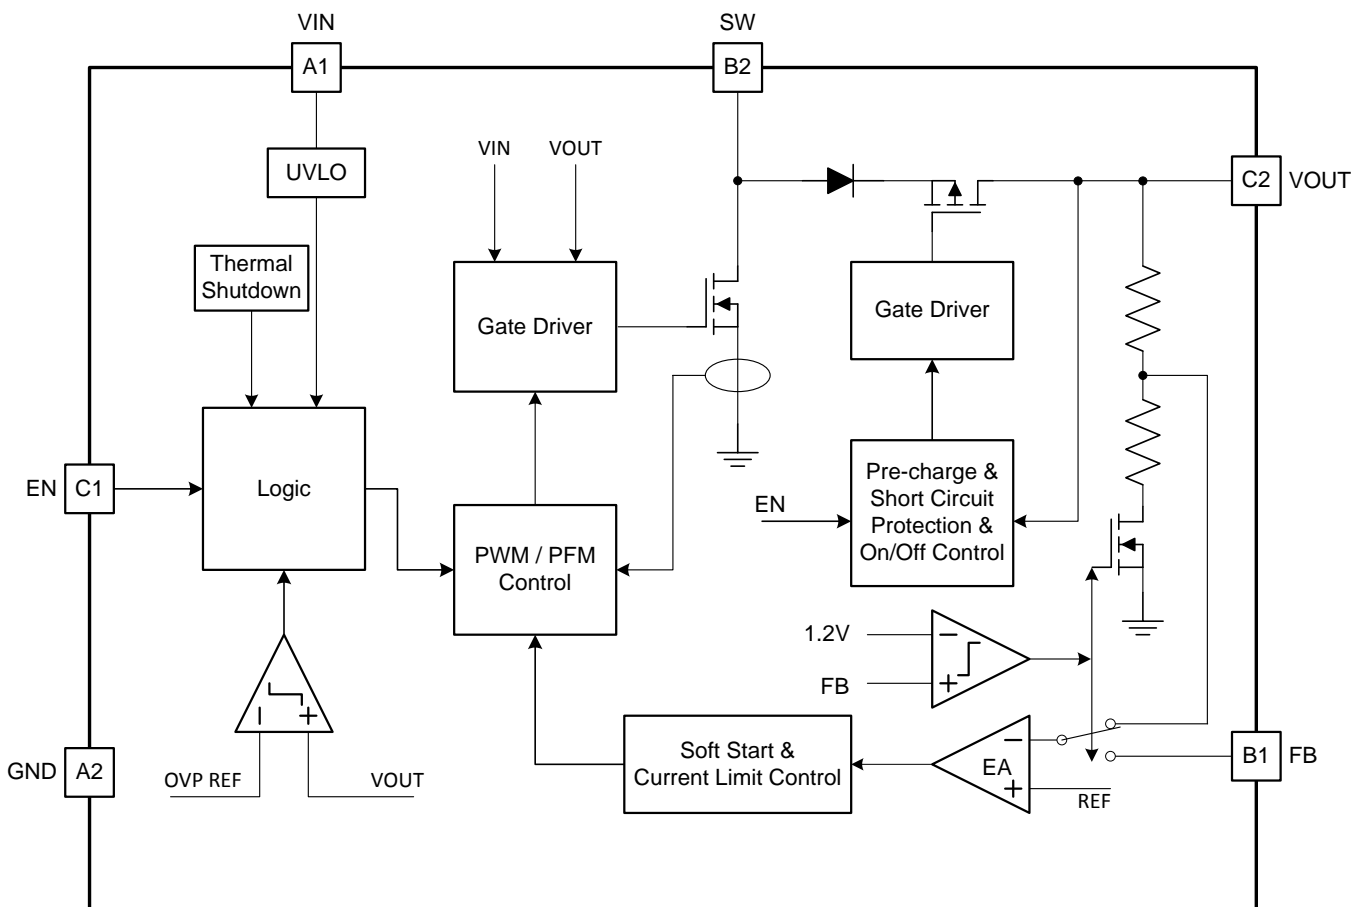 VIN
SW
A1
B2
UVLO
VIN
VOUT
C2
VOUT
Thermal
Shutdown
Gate Driver
Gate Driver
EN
C1
Logic
Pre-charge &
Short Circuit
Protection &
On/Off Control
EN
PWM / PFM
Control
1.2V
−
FB
+
−
+
GND
A2
OVP REF
VOUT
Soft Start &
Current Limit Control
−
EA
+
REF
B1
FB